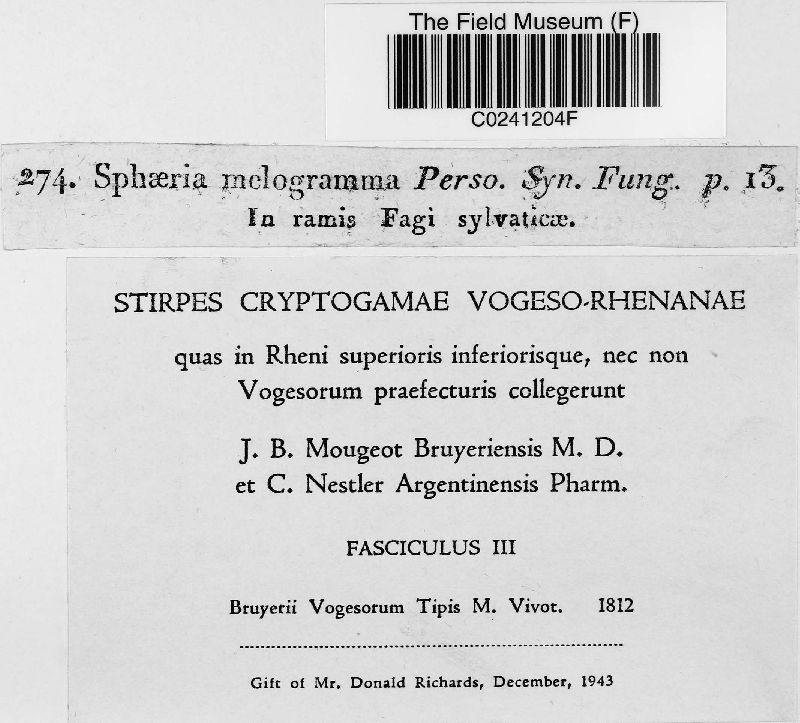 The Field Museum (F)
C0241204F
274. Sphæria melogramma Perso. Syn. Fung. p. 13.
In ramis Fagi sylvaticæ.
STIRPES CRYPTOGAMAE VOGESO-RHENANAE
quas in Rheni superioris inferiorisque, nec non
Vogesorum praefecturis collegerunt
J. B. Mougeot Bruyeriensis M. D.
et C. Nestler Argentinensis Pharm.
FASCICULUS III
Bruyerii Vogesorum Tipis M. Vivot. 1812
Gift of Mr. Donald Richards, December, 1943